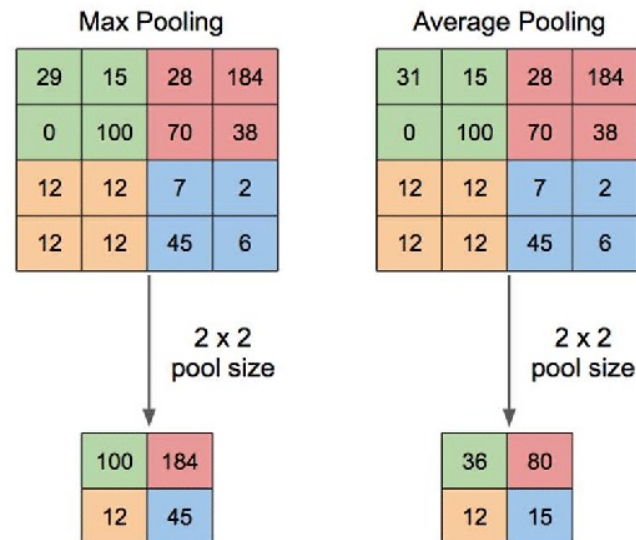 Max Pooling
29 15 28 184
0 100 70 38
12 12 7 2
12 12 45 6
2 x 2
pool size
100 184
12 45
Average Pooling
31 15 28 184
0 100 70 38
12 12 7 2
12 12 45 6
2 x 2
pool size
36 80
12 15